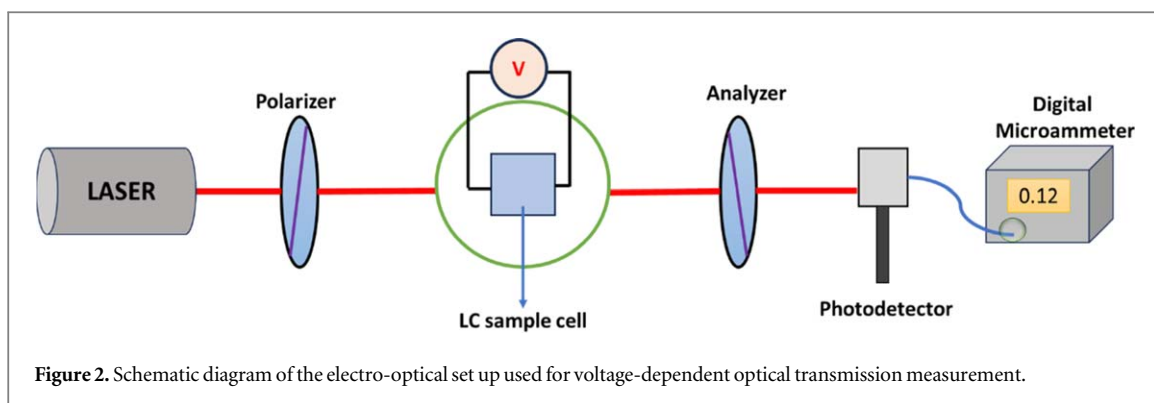 V
Polarizer
Analyzer
Digital
Microammeter
LASER
0.12
LC sample cell
Photodetector
Figure 2. Schematic diagram of the electro-optical set up used for voltage-dependent optical transmission measurement.